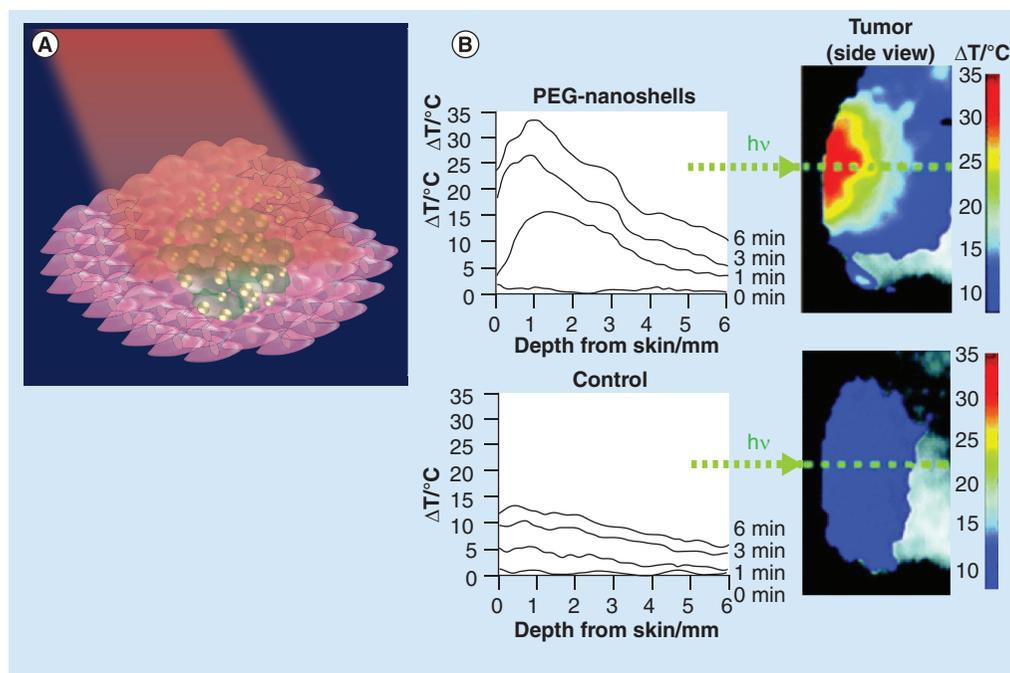 A
B
Tumor
(side view)
ΔT/°C
PEG-nanoshells
ΔT/°C
ΔT/°C
35
30
25
20
15
10
5
0
0 1 2 3 4 5 6
Depth from skin/mm
6 min
3 min
1 min
0 min
hν
35
30
25
20
15
10
Control
ΔT/°C
35
30
25
20
15
10
5
0
0 1 2 3 4 5 6
Depth from skin/mm
6 min
3 min
1 min
0 min
hν
35
30
25
20
15
10